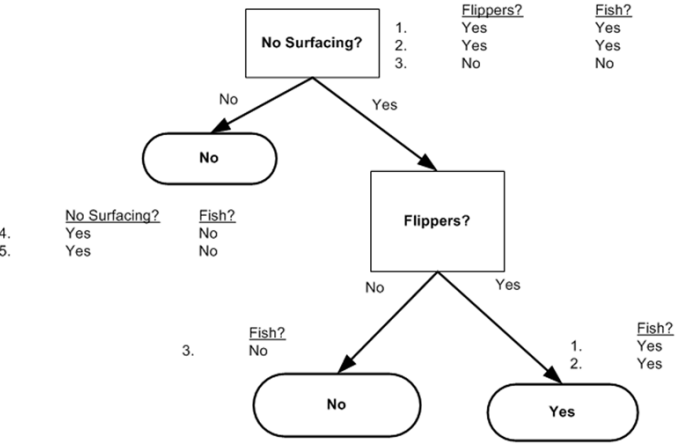 Flippers? Fish?
No Surfacing?
1. Yes Yes
2. Yes Yes
3. No No
No
Yes
No
No Surfacing? Fish?
4. Yes No
5. Yes No
Flippers?
No
Yes
Fish?
3. No
Fish?
1. Yes
2. Yes
No
Yes